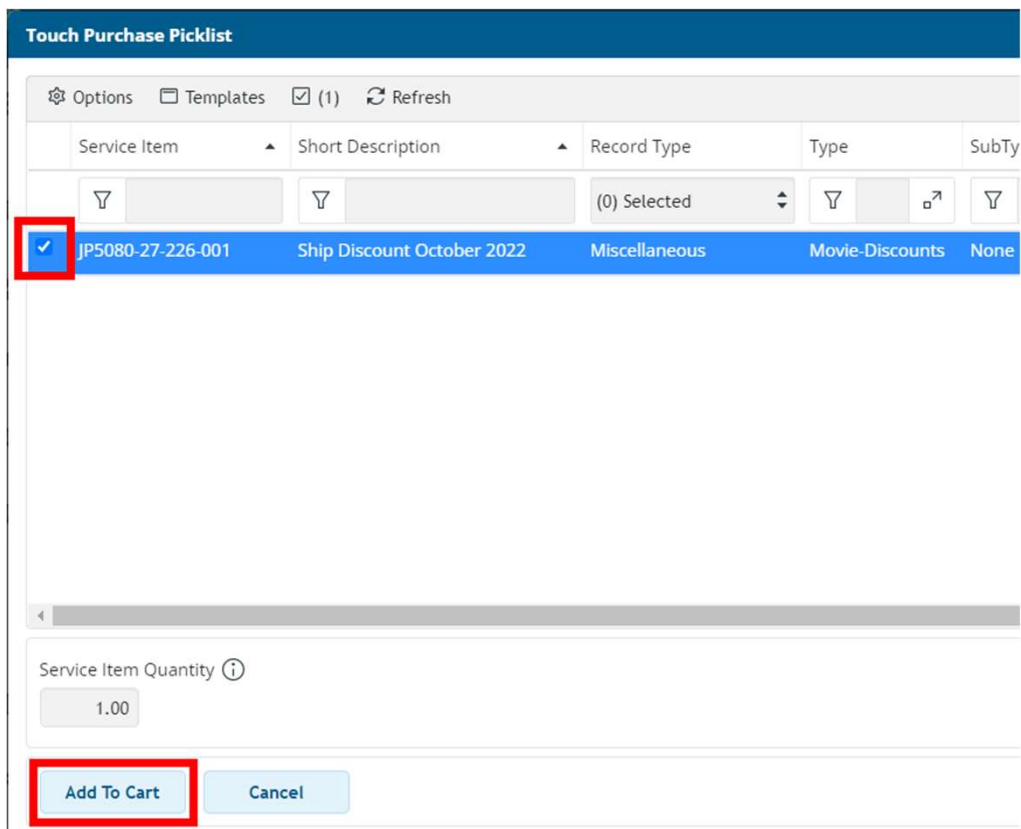 Touch Purchase Picklist
Options Templates (1) Refresh
Service Item Short Description Record Type Type SubTy
(0) Selected
JP5080-27-226-001 Ship Discount October 2022 Miscellaneous Movie-Discounts None
Service Item Quantity
1.00
Add To Cart Cancel